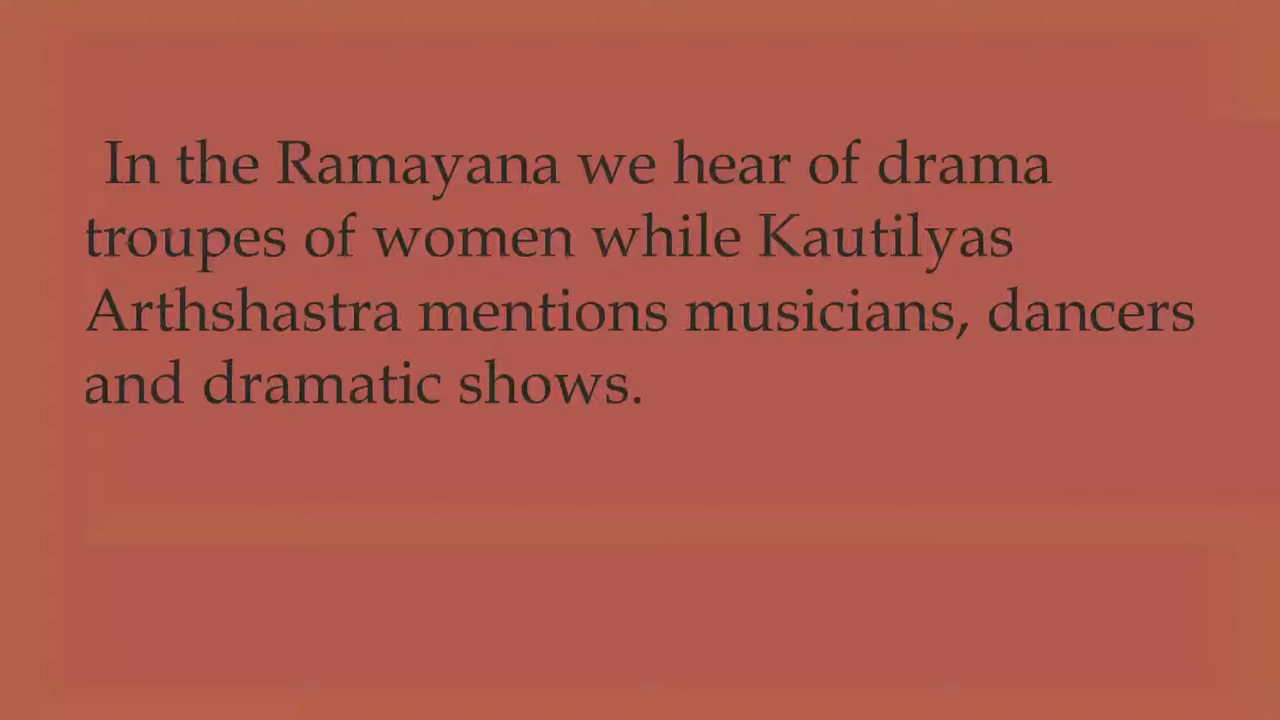 In the Ramayana we hear of drama
troupes of women while Kautilyas
Arthshastra mentions musicians, dancers
and dramatic shows.